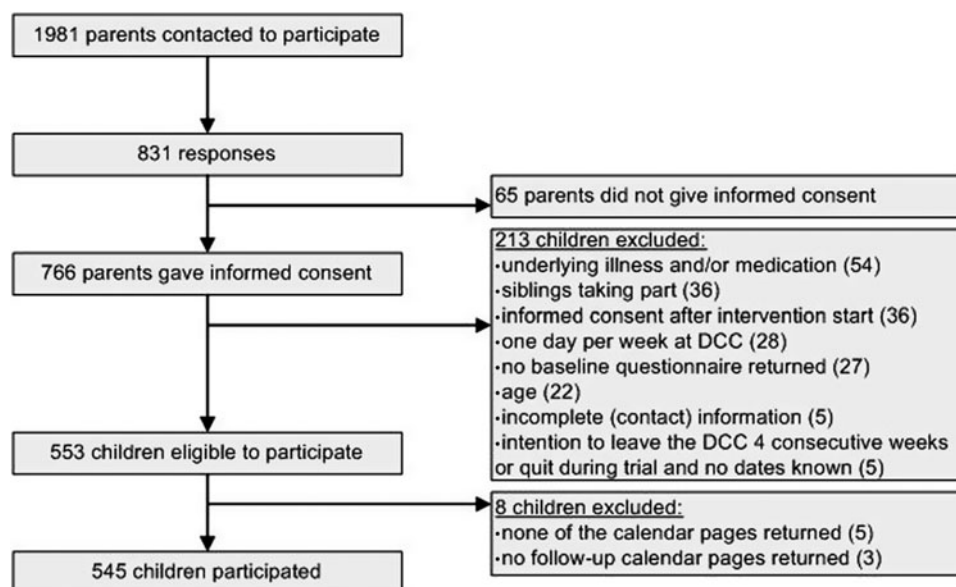 1981 parents contacted to participate
831 responses
65 parents did not give informed consent
766 parents gave informed consent
213 children excluded:
·underlying illness and/or medication (54)
·siblings taking part (36)
·informed consent after intervention start (36)
·one day per week at DCC (28)
·no baseline questionnaire returned (27)
·age (22)
·incomplete (contact) information (5)
·intention to leave the DCC 4 consecutive weeks
or quit during trial and no dates known (5)
553 children eligible to participate
8 children excluded:
·none of the calendar pages returned (5)
·no follow-up calendar pages returned (3)
545 children participated